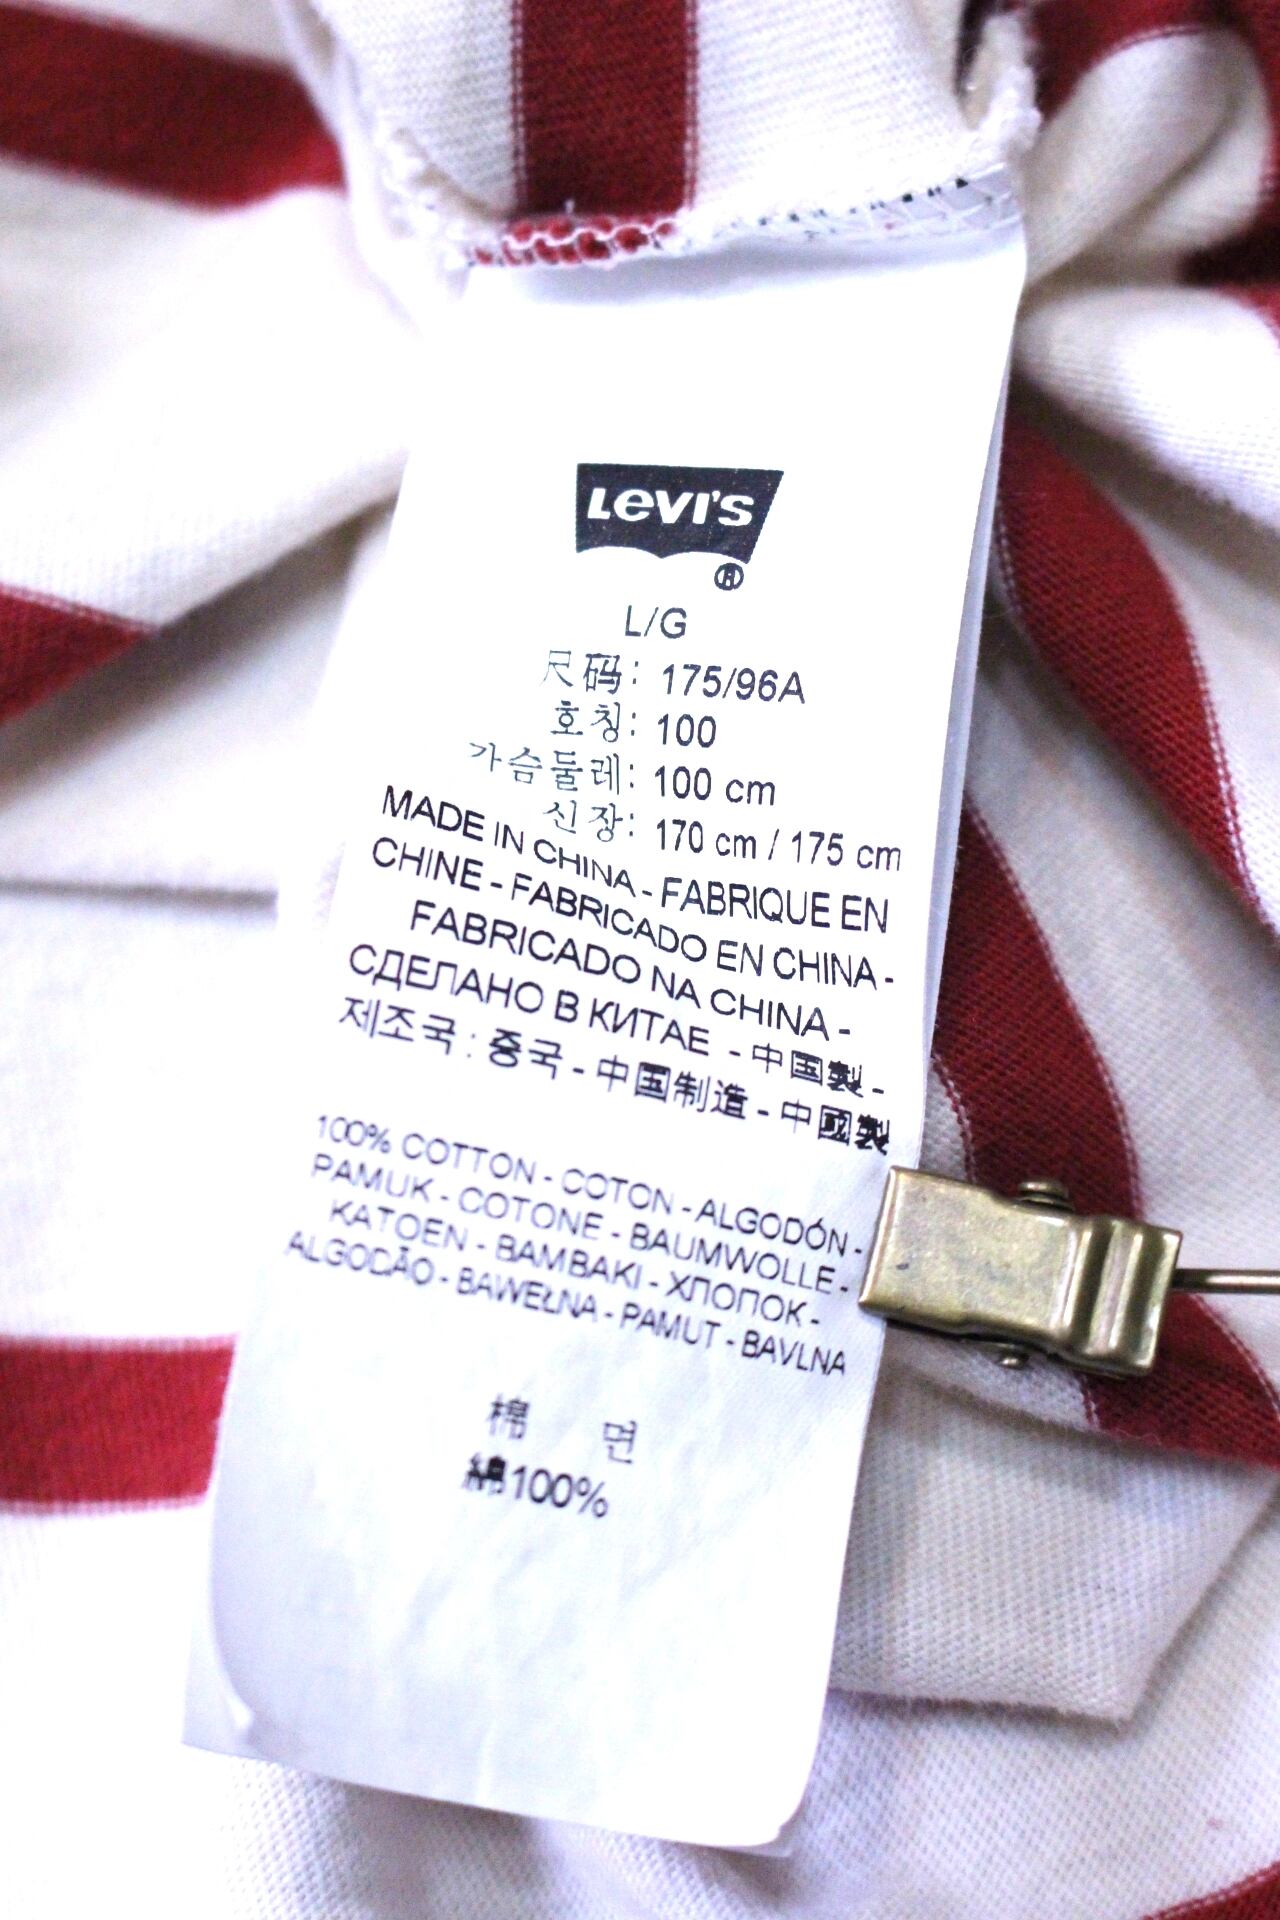 LEVI'S
®
L/G
尺码: 175/96A
호칭: 100
가슴둘레: 100 cm
신장: 170 cm / 175 cm
MADE IN CHINA - FABRIQUE EN
CHINE - FABRICADO EN CHINA -
FABRICADO NA CHINA -
СДЕЛАНО В КИТАЕ - 中国製 -
제조국: 중국 - 中国制造 - 中國製
100% COTTON - COTON - ALGODÓN -
PAMUK - COTONE - BAUMWOLLE -
KATOEN - BAMBAKI - ХЛОПОК -
ALGODÃO - BAWEŁNA - PAMUT - BAVLNA
棉 면
綿100%